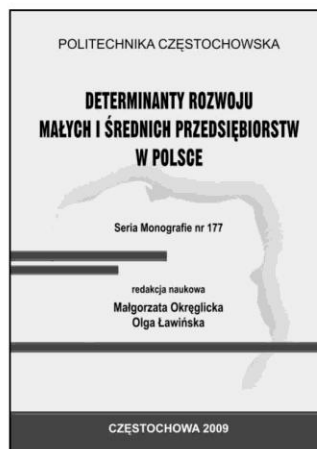 POLITECHNIKA CZĘSTOCHOWSKA
DETERMINANTY ROZWOJU
MAŁYCH I ŚREDNICH PRZEDSIĘBIORSTW
W POLSCE
Seria Monografie nr 177
redakcja naukowa
Małgorzata Okręglicka
Olga Ławińska
CZĘSTOCHOWA 2009